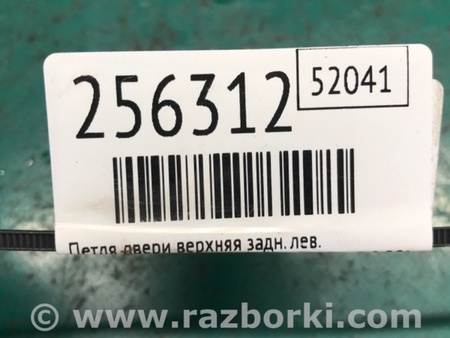 52041
256312
Петля двери верхняя задн. лев.
www.razborki.com